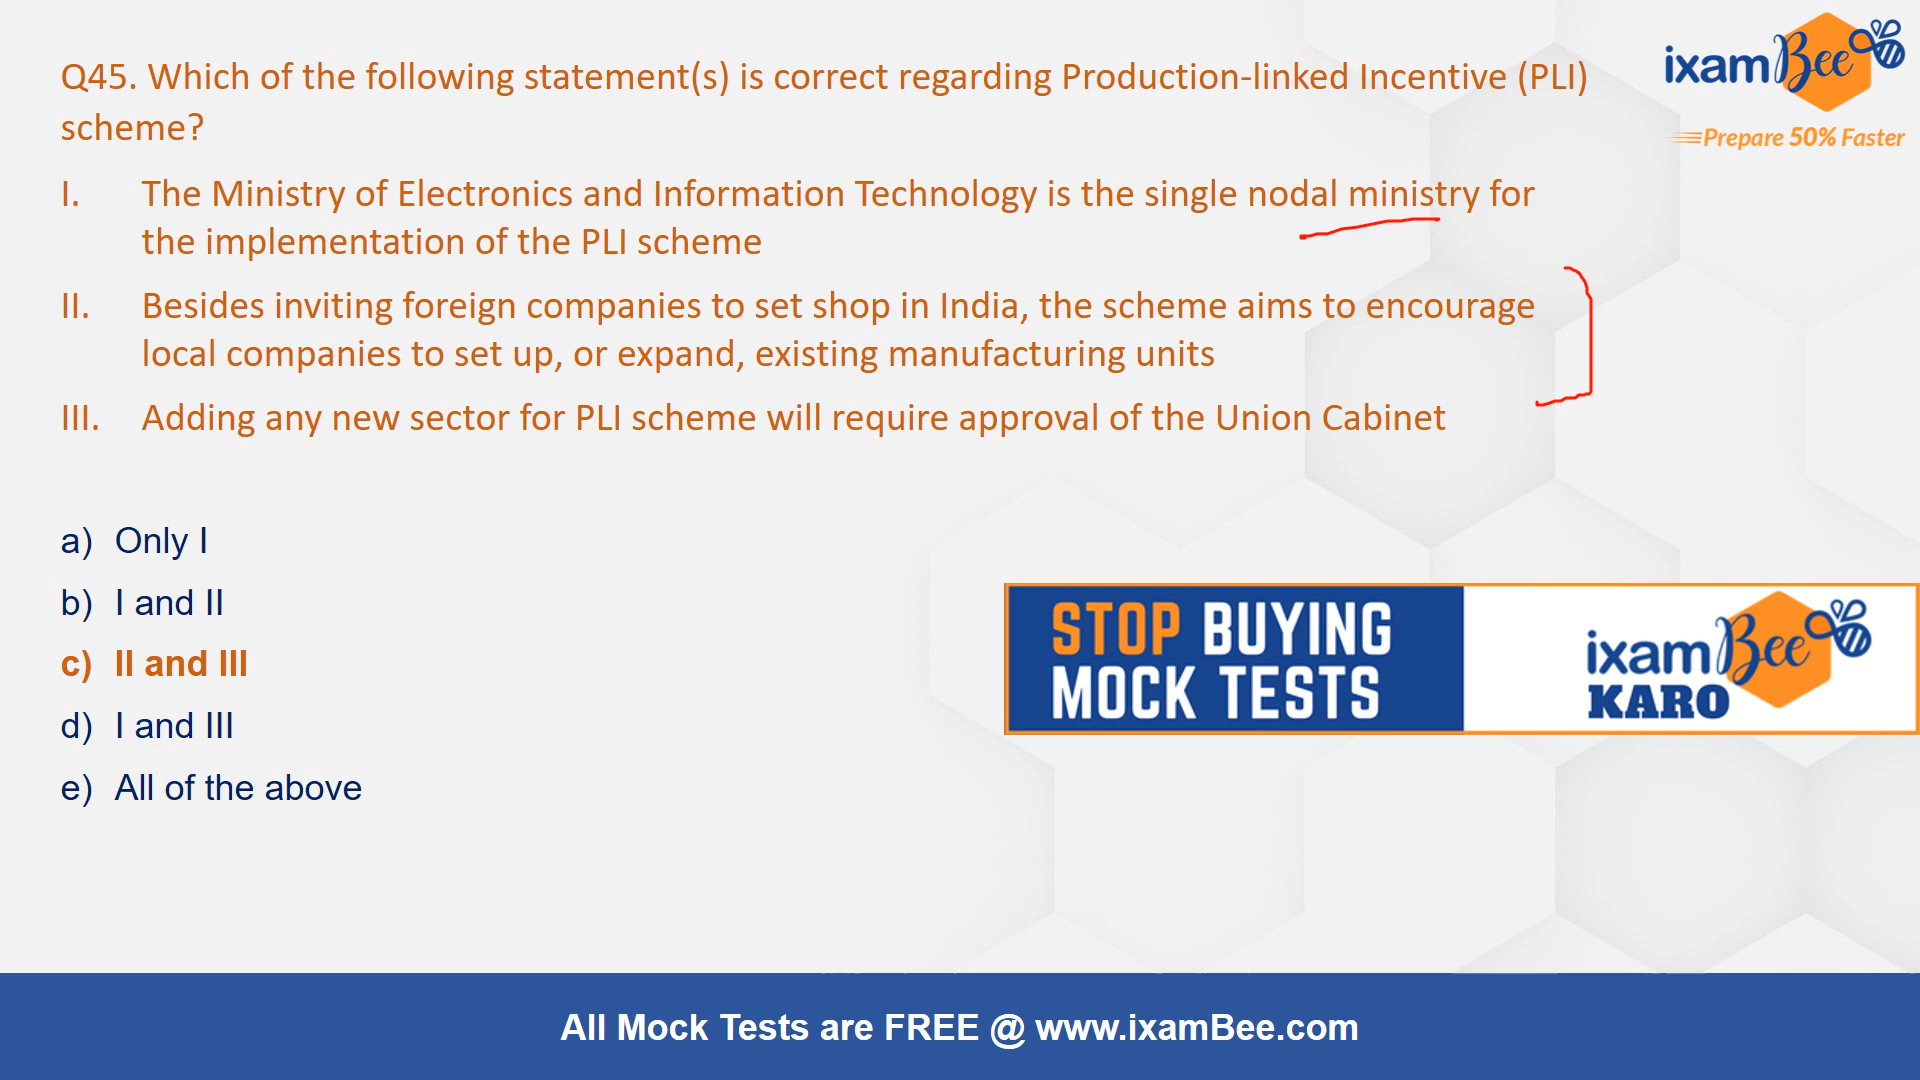 Q45. Which of the following statement(s) is correct regarding Production-linked Incentive (PLI)
scheme?
ixamBee
Prepare 50% Faster
I. The Ministry of Electronics and Information Technology is the single nodal ministry for
the implementation of the PLI scheme
II. Besides inviting foreign companies to set shop in India, the scheme aims to encourage
local companies to set up, or expand, existing manufacturing units
III. Adding any new sector for PLI scheme will require approval of the Union Cabinet
a) Only I
b) I and II
c) II and III
d) I and III
e) All of the above
STOP BUYING
MOCK TESTS
ixamBee
KARO
All Mock Tests are FREE @ www.ixamBee.com